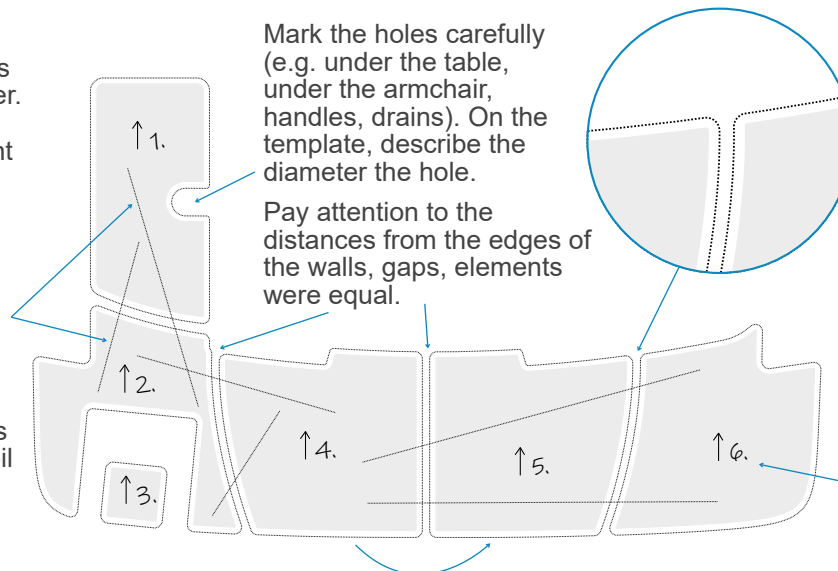 Mark the holes carefully
(e.g. under the table,
under the armchair,
handles, drains). On the
template, describe the
diameter the hole.
Pay attention to the
distances from the edges of
the walls, gaps, elements
were equal.
1.
2.
3.
4.
5.
6.